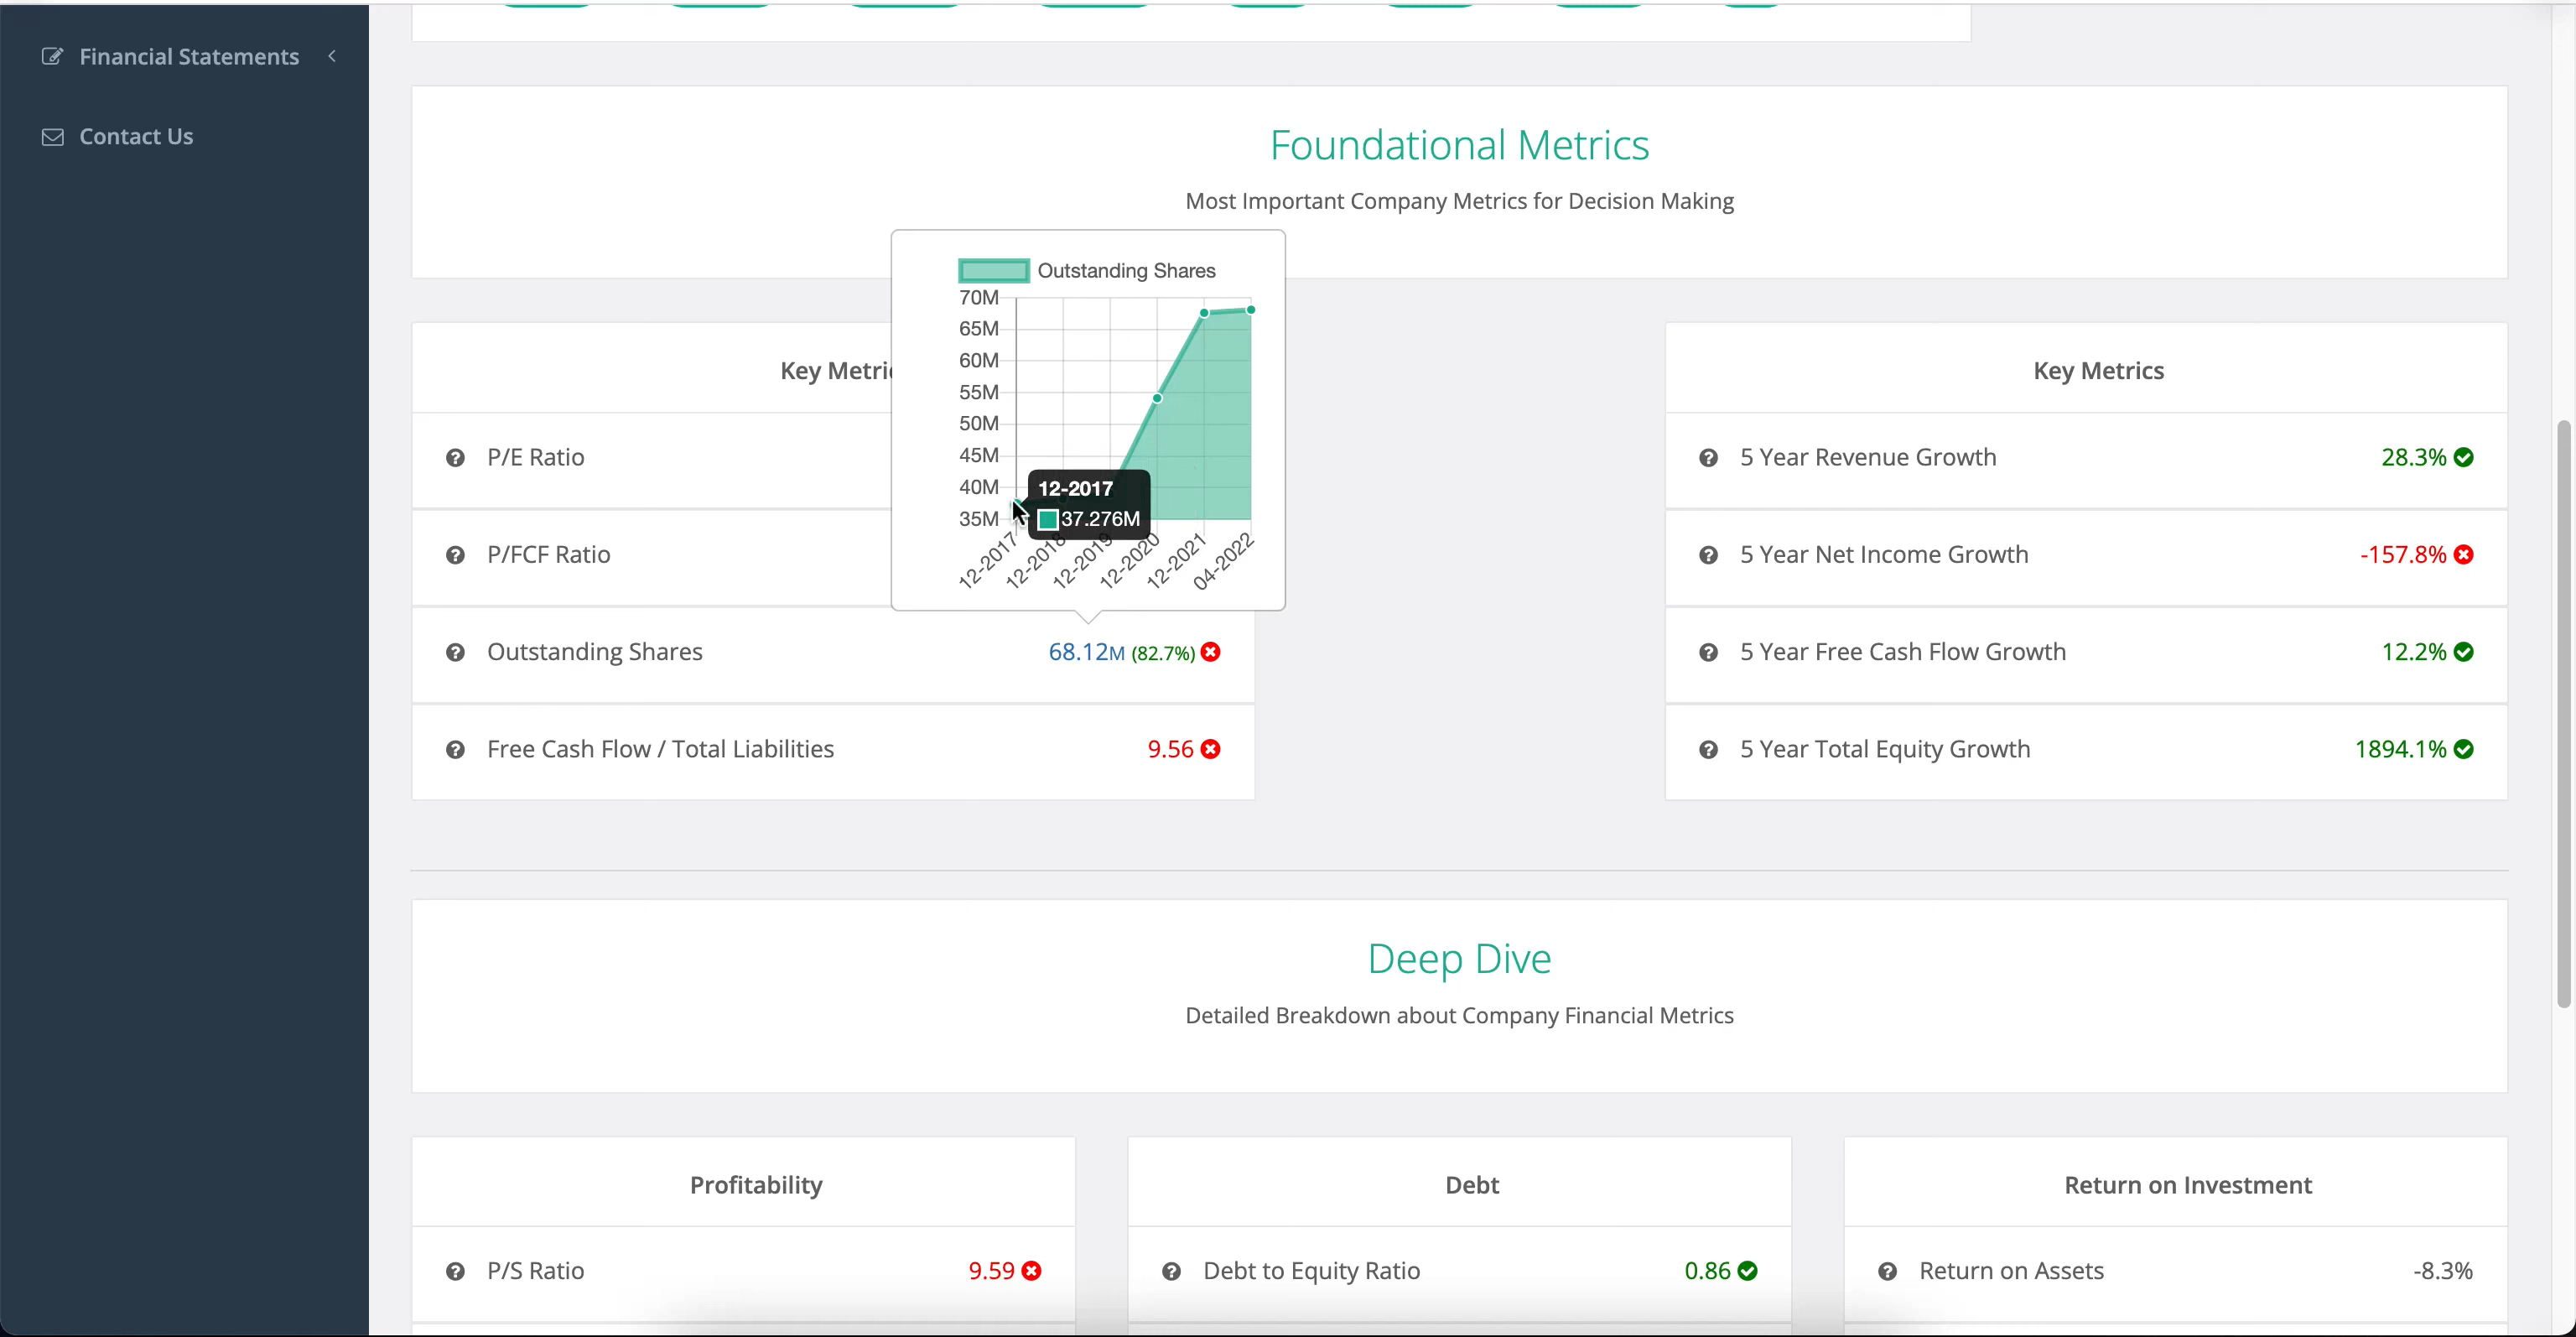 Financial Statements
Contact Us
Foundational Metrics
Most Important Company Metrics for Decision Making
Outstanding Shares
70M
65M
60M
55M
50M
45M
40M
35M
12-2017
37.276M
12-2017
12-2018
12-2019
12-2020
12-2021
04-2022
Key Metri
P/E Ratio
P/FCF Ratio
Outstanding Shares 68.12M (82.7%)
Free Cash Flow / Total Liabilities 9.56
Key Metrics
5 Year Revenue Growth 28.3%
5 Year Net Income Growth -157.8%
5 Year Free Cash Flow Growth 12.2%
5 Year Total Equity Growth 1894.1%
Deep Dive
Detailed Breakdown about Company Financial Metrics
Profitability
P/S Ratio 9.59
Debt
Debt to Equity Ratio 0.86
Return on Investment
Return on Assets -8.3%